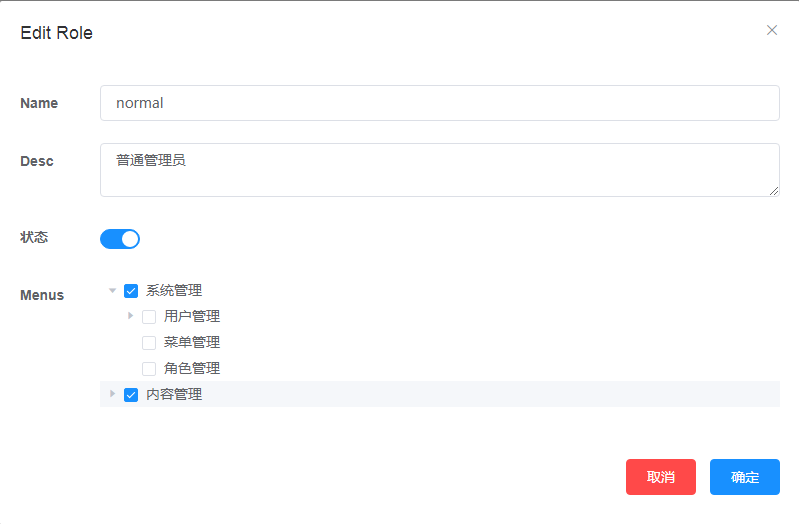 Edit Role
Name
normal
Desc
普通管理员
状态
Menus
系统管理
用户管理
菜单管理
角色管理
内容管理
取消
确定